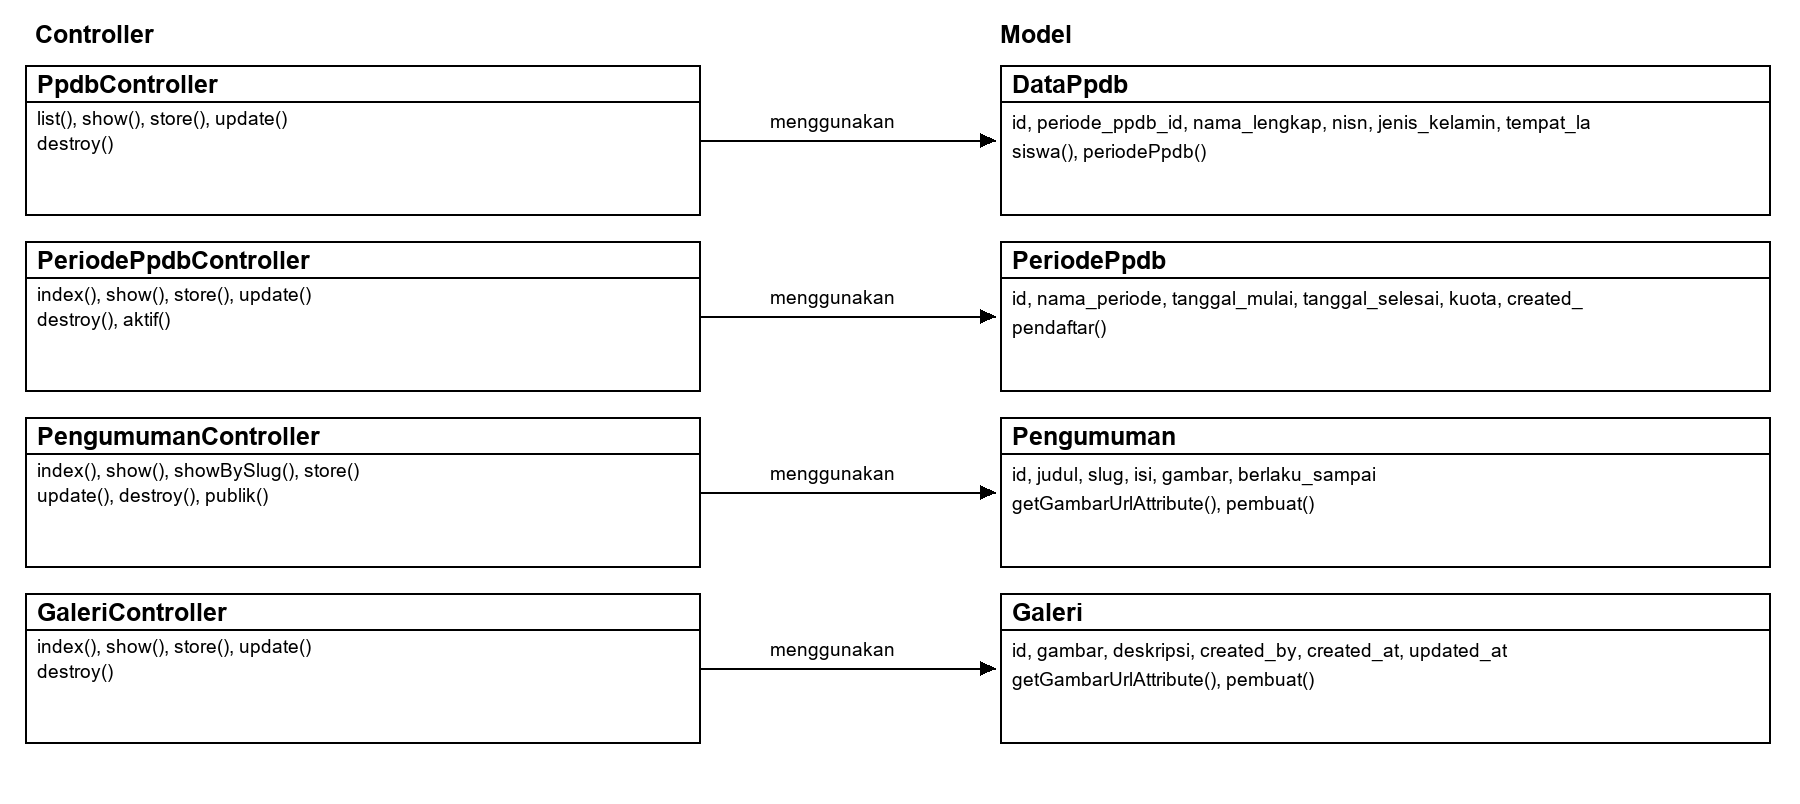 Controller
Model
PpdbController
list(), show(), store(), update()
destroy()
menggunakan
DataPpdb
id, periode_ppdb_id, nama_lengkap, nisn, jenis_kelamin, tempat_la
siswa(), periodePpdb()
PeriodePpdbController
index(), show(), store(), update()
destroy(), aktif()
menggunakan
PeriodePpdb
id, nama_periode, tanggal_mulai, tanggal_selesai, kuota, created_
pendaftar()
PengumumanController
index(), show(), showBySlug(), store()
update(), destroy(), publik()
menggunakan
Pengumuman
id, judul, slug, isi, gambar, berlaku_sampai
getGambarUrlAttribute(), pembuat()
GaleriController
index(), show(), store(), update()
destroy()
menggunakan
Galeri
id, gambar, deskripsi, created_by, created_at, updated_at
getGambarUrlAttribute(), pembuat()